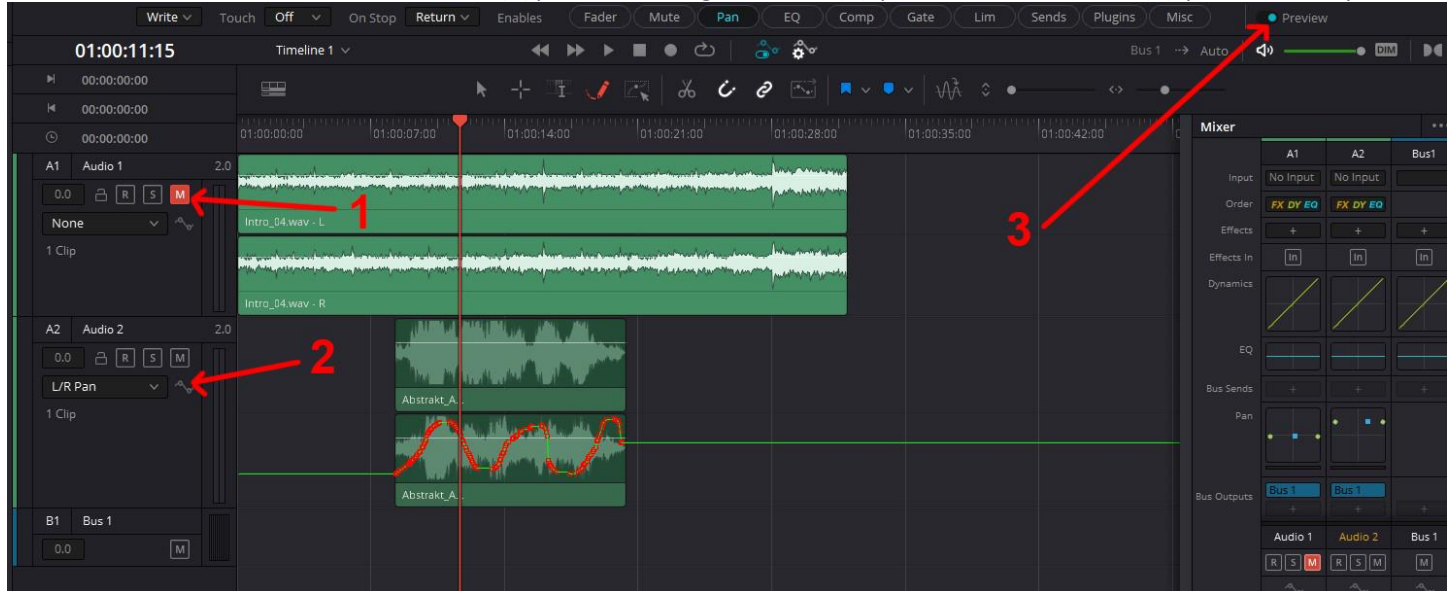 Write Touch Off On Stop Return Enables Fader Mute Pan EQ Comp Gate Lim Sends Plugins Misc Preview
01:00:11:15 Timeline 1 Bus 1 Auto DIM
00:00:00:00
00:00:00:00
00:00:00:00
01:00:00:00 01:00:07:00 01:00:14:00 01:00:21:00 01:00:28:00 01:00:35:00 01:00:42:00
A1 Audio 1 2.0
0.0 R S M
None
1 Clip
1
Intro_04.wav - L
Intro_04.wav - R
A2 Audio 2 2.0
0.0 R S M
L/R Pan
1 Clip
2
Abstrakt_A...
Abstrakt_A...
B1 Bus 1
0.0 M
3
Mixer
A1 A2 Bus1
Input No Input No Input
Order FX DY EQ FX DY EQ
Effects + + +
Effects In In In In
Dynamics
EQ
Bus Sends + + +
Pan
Bus Outputs Bus 1 Bus 1
+ + +
Audio 1 Audio 2 Bus 1
R S M R S M M